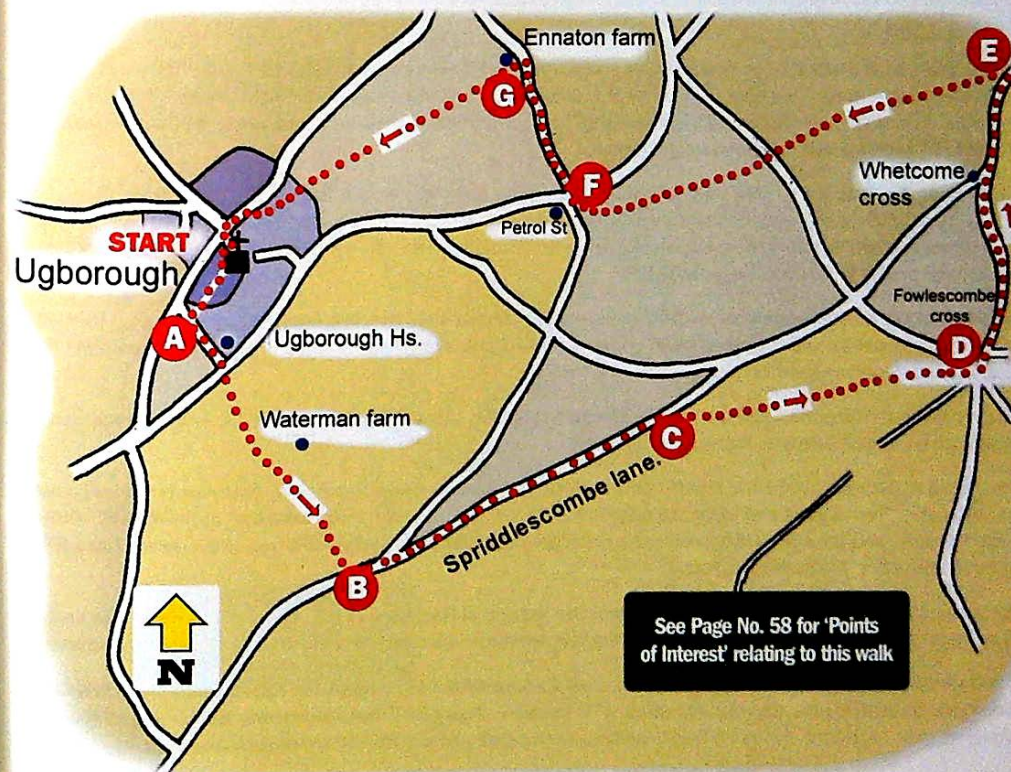 Ennaton farm
E
G
Whetcome
cross
F
Petrol St
START
Ugborough
Fowlescombe
cross
A
Ugborough Hs.
D
Waterman farm
C
Spriddlescombe lane.
B
N
See Page No. 58 for 'Points
of Interest' relating to this walk